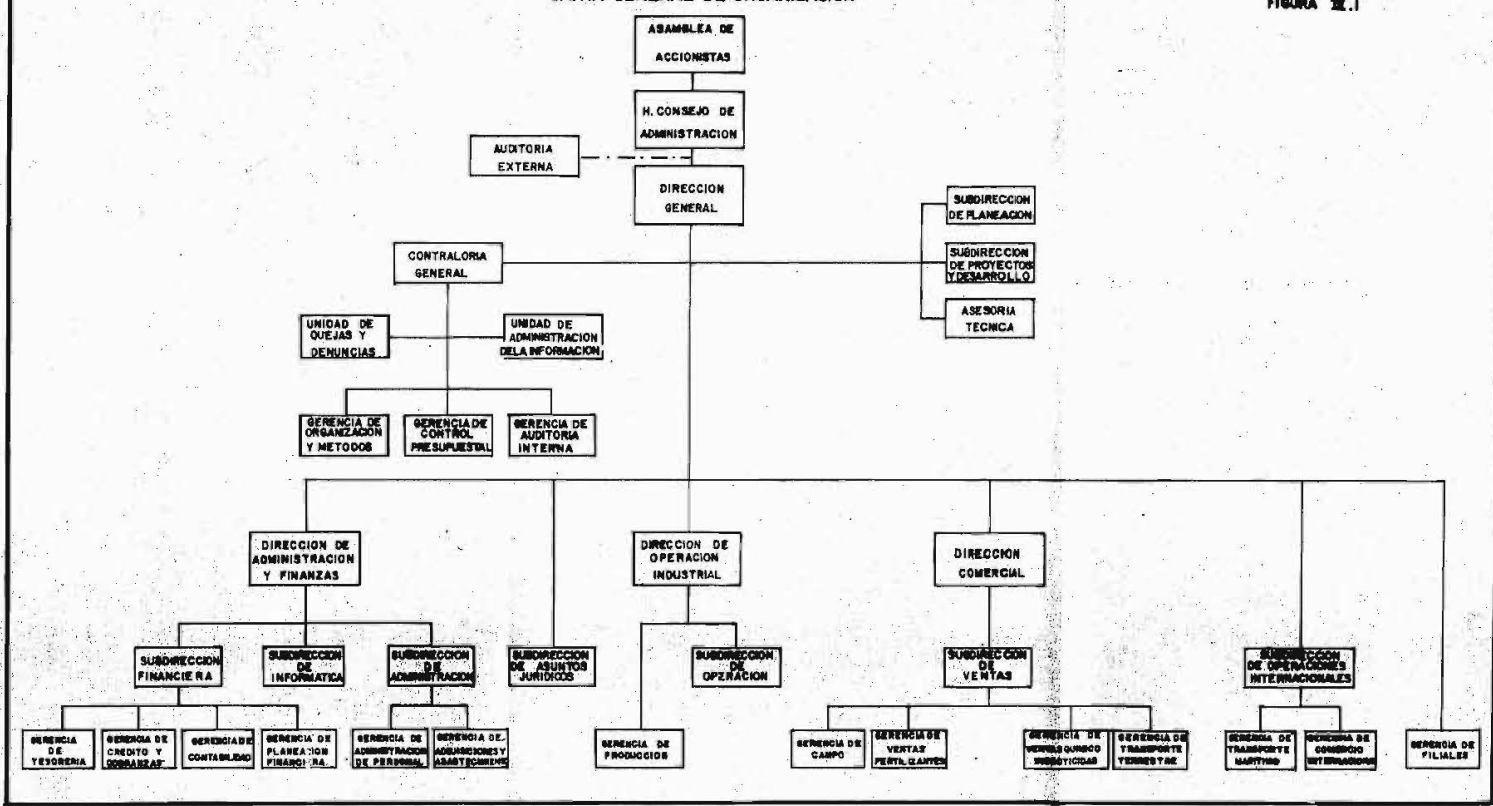 FIGURA IX.1
ASAMBLEA DE
ACCIONISTAS
H. CONSEJO DE
ADMINISTRACION
AUDITORIA
EXTERNA
DIRECCION
GENERAL
SUBDIRECCION
DE PLANEACION
CONTRALORIA
GENERAL
SUBDIRECCION
DE PROYECTOS
Y DESARROLLO
ASESORIA
TECNICA
UNIDAD DE
QUEJAS Y
DENUNCIAS
UNIDAD DE
ADMINISTRACION
DE LA INFORMACION
GERENCIA DE
ORGANIZACION
Y METODOS
GERENCIA DE
CONTROL
PRESUPUESTAL
GERENCIA DE
AUDITORIA
INTERNA
DIRECCION DE
ADMINISTRACION
Y FINANZAS
DIRECCION DE
OPERACION
INDUSTRIAL
DIRECCION
COMERCIAL
SUBDIRECCION
FINANCIERA
SUBDIRECCION
DE
INFORMATICA
SUBDIRECCION
DE
ADMINISTRACION
SUBDIRECCION
DE ASUNTOS
JURIDICOS
SUBDIRECCION
DE
OPERACION
SUBDIRECCION
DE
VENTAS
SUBDIRECCION
DE OPERACIONES
INTERNACIONALES
GERENCIA
DE
TESORERIA
GERENCIA DE
CREDITO Y
COBRANZAS
GERENCIA DE
CONTABILIDAD
GERENCIA DE
PLANEACION
FINANCIERA.
GERENCIA DE
ADMINISTRACION
DE PERSONAL
GERENCIA DE.
ADQUISICIONES Y
ABASTECIMIENTO
GERENCIA DE
PRODUCCION
GERENCIA DE
CAMPO
GERENCIA DE
VENTAS
FERTILIZANTES
GERENCIA DE
VENTAS QUIMICO
INSECTICIDAS
GERENCIA DE
TRANSPORTE
TERRESTRE
GERENCIA DE
TRANSPORTE
MARITIMO
GERENCIA DE
COMERCIO
INTERNACIONAL
GERENCIA DE
FILIALES